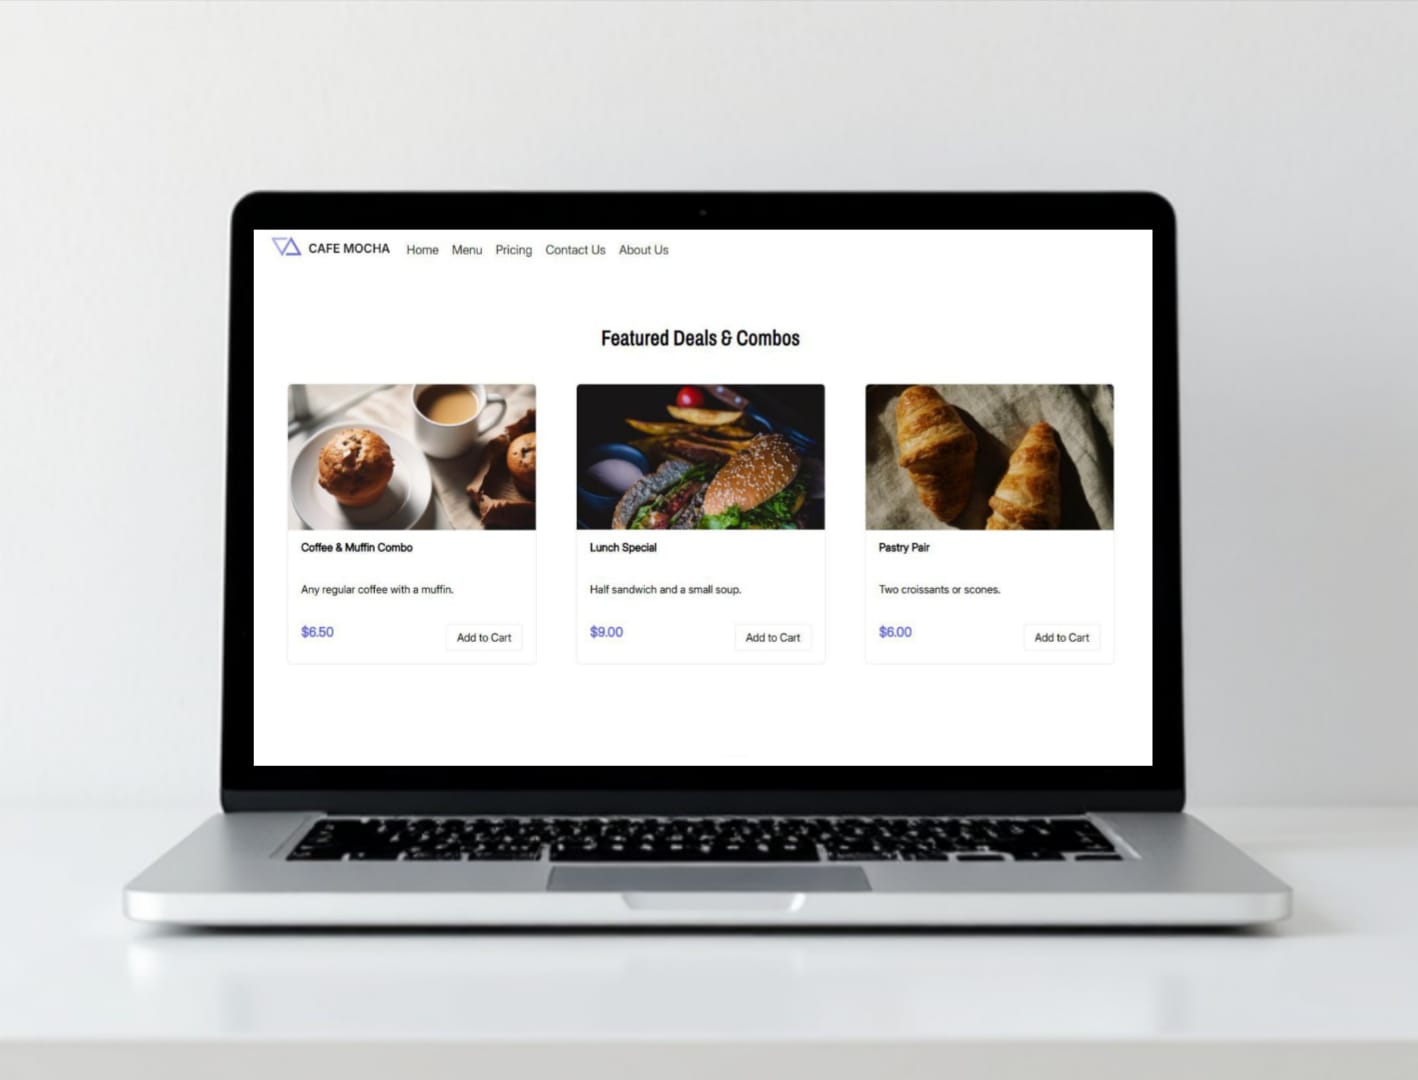 CAFE MOCHA Home Menu Pricing Contact Us About Us
Featured Deals & Combos
Coffee & Muffin Combo
Any regular coffee with a muffin.
$6.50 Add to Cart
Lunch Special
Half sandwich and a small soup.
$9.00 Add to Cart
Pastry Pair
Two croissants or scones.
$6.00 Add to Cart